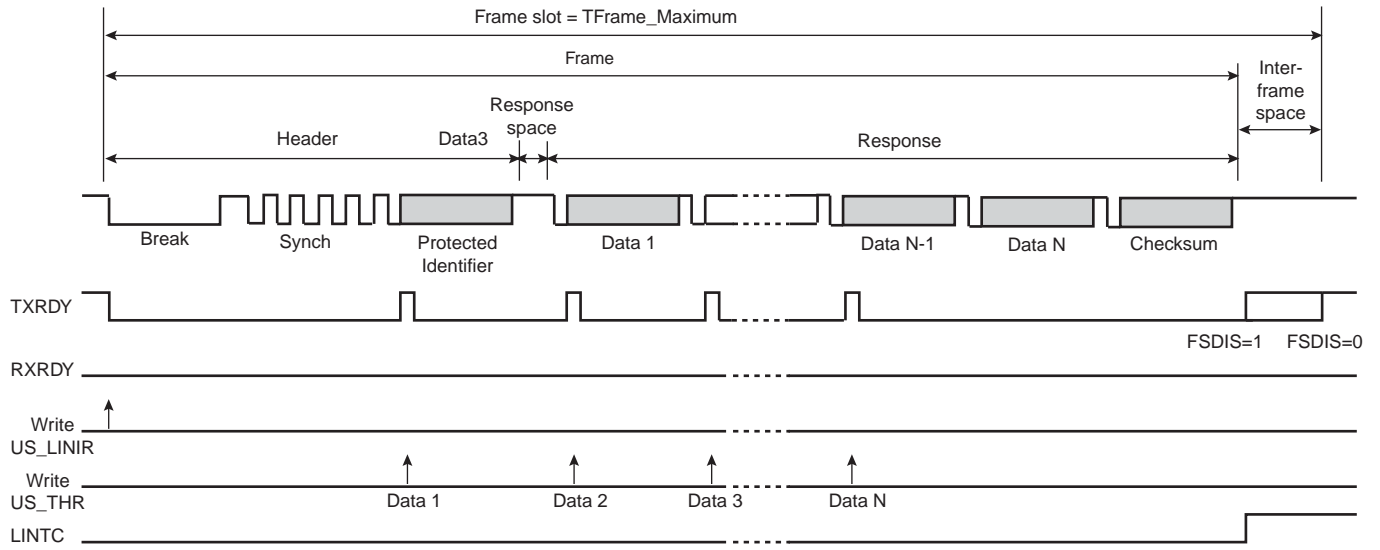 Frame slot = TFrame_Maximum
Frame
Inter-
frame
space
Response
space
Header
Data3
Response
Break
Synch
Protected
Identifier
Data 1
Data N-1
Data N
Checksum
TXRDY
FSDIS=1
FSDIS=0
RXRDY
Write
US_LINIR
Write
US_THR
Data 1
Data 2
Data 3
Data N
LINTC